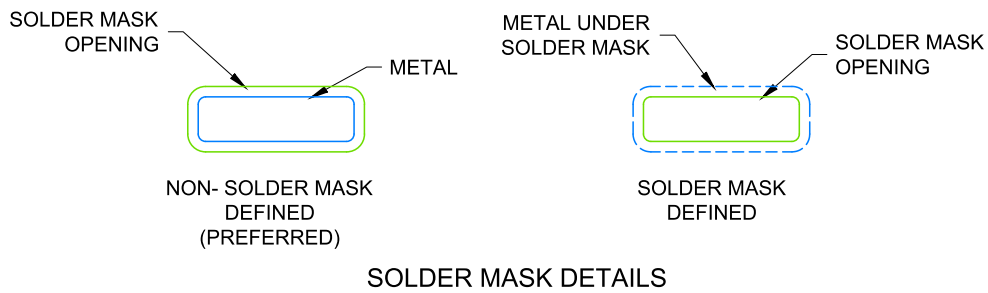 SOLDER MASK
OPENING
METAL
NON- SOLDER MASK
DEFINED
(PREFERRED)
METAL UNDER
SOLDER MASK
SOLDER MASK
OPENING
SOLDER MASK
DEFINED
SOLDER MASK DETAILS